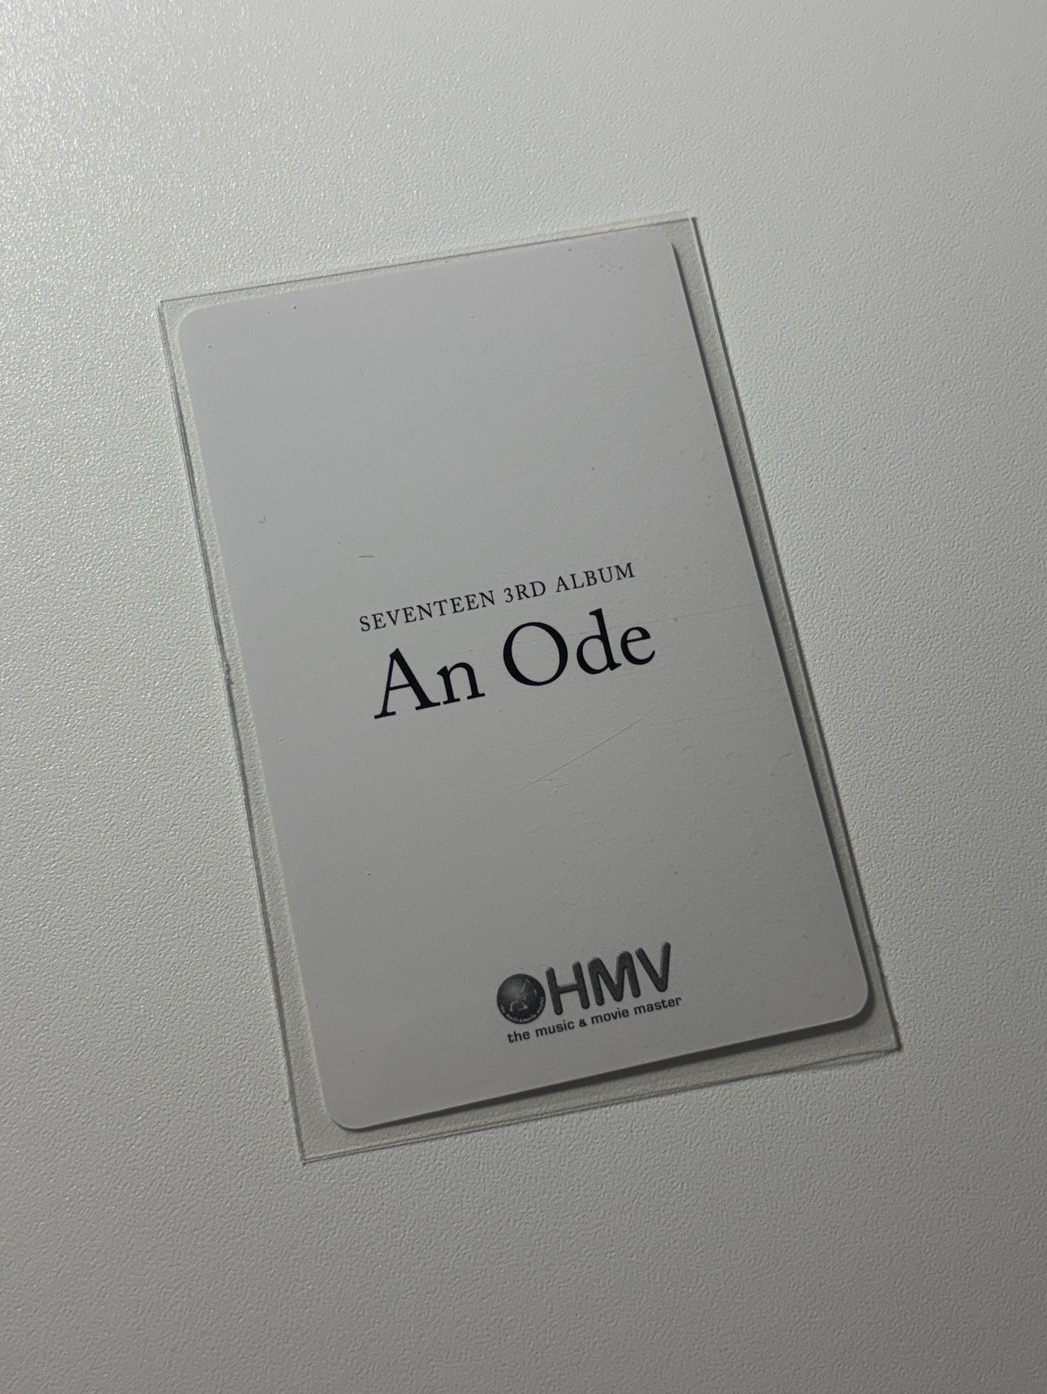 SEVENTEEN 3RD ALBUM
An Ode
HMV
the music & movie master